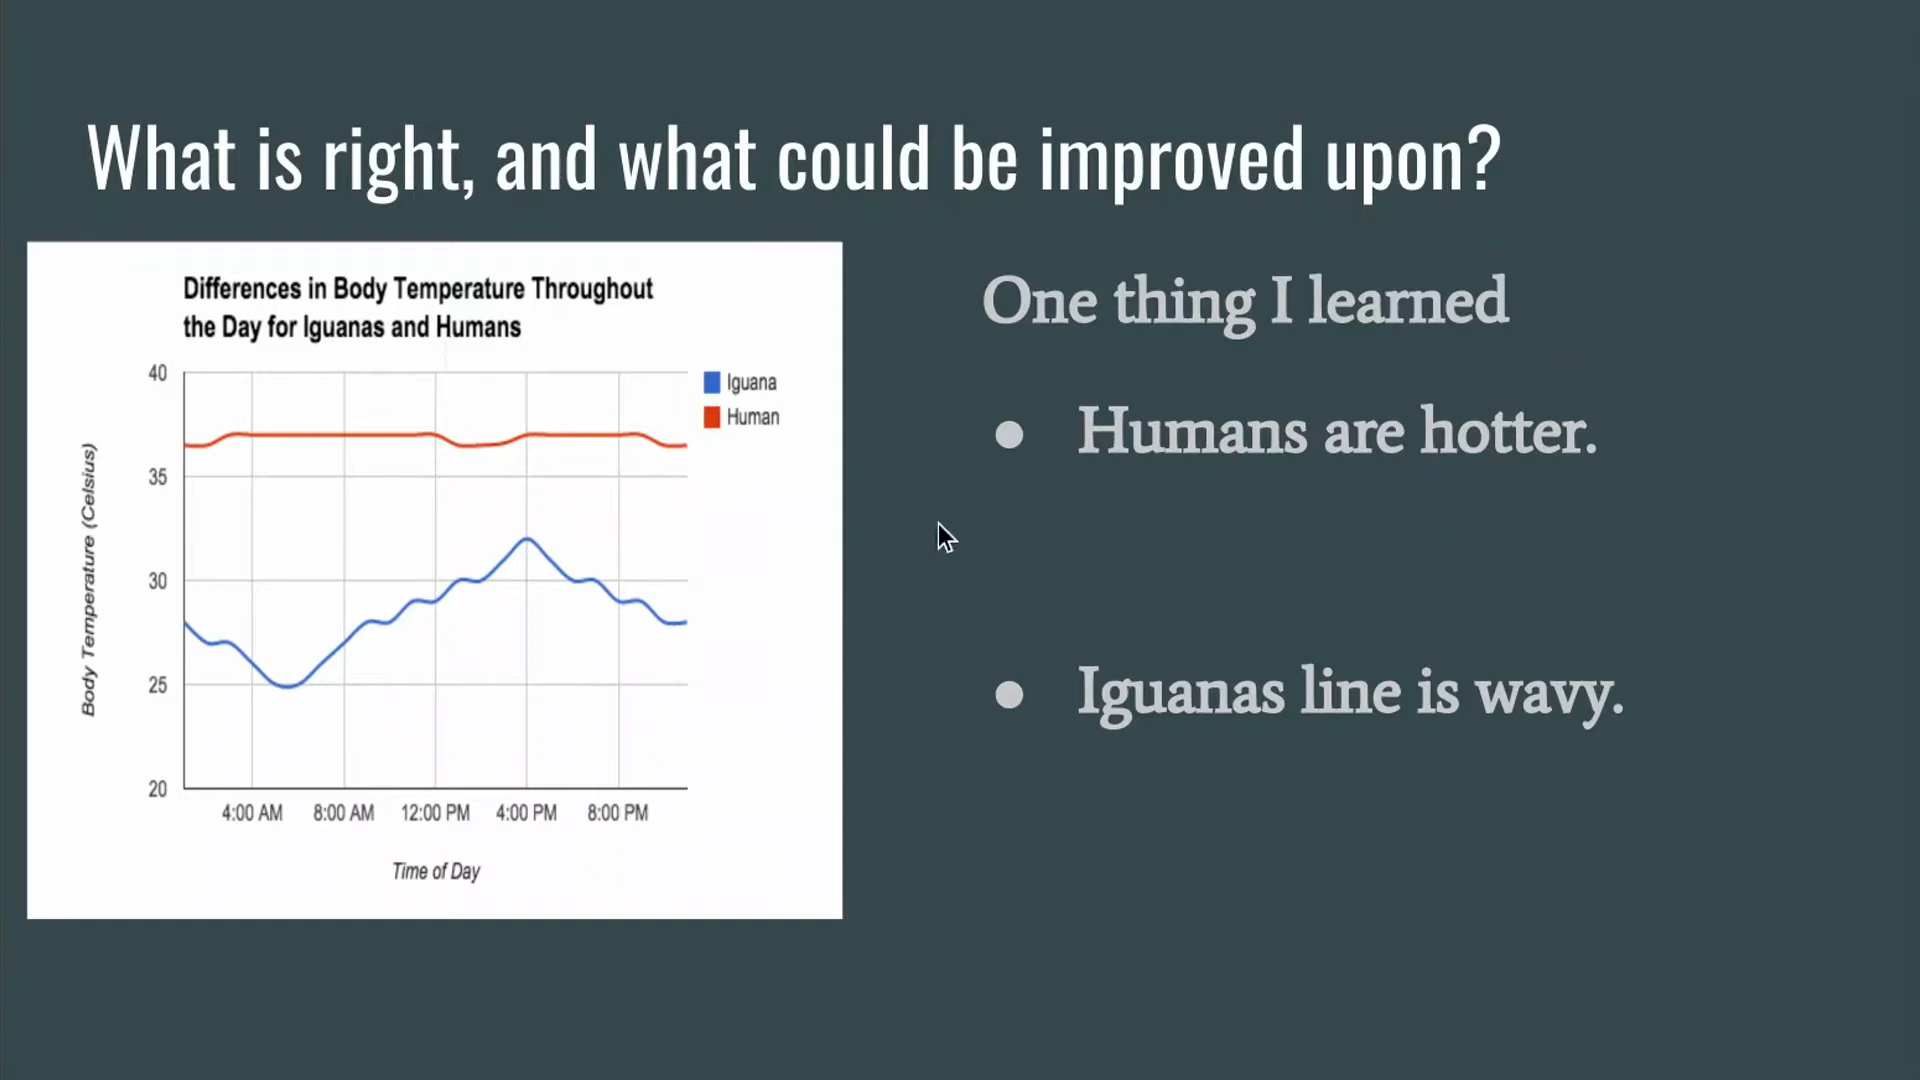 What is right, and what could be improved upon?
Differences in Body Temperature Throughout
the Day for Iguanas and Humans
40
35
30
25
20
Body Temperature (Celsius)
4:00 AM 8:00 AM 12:00 PM 4:00 PM 8:00 PM
Time of Day
Iguana
Human
One thing I learned
● Humans are hotter.
● Iguanas line is wavy.